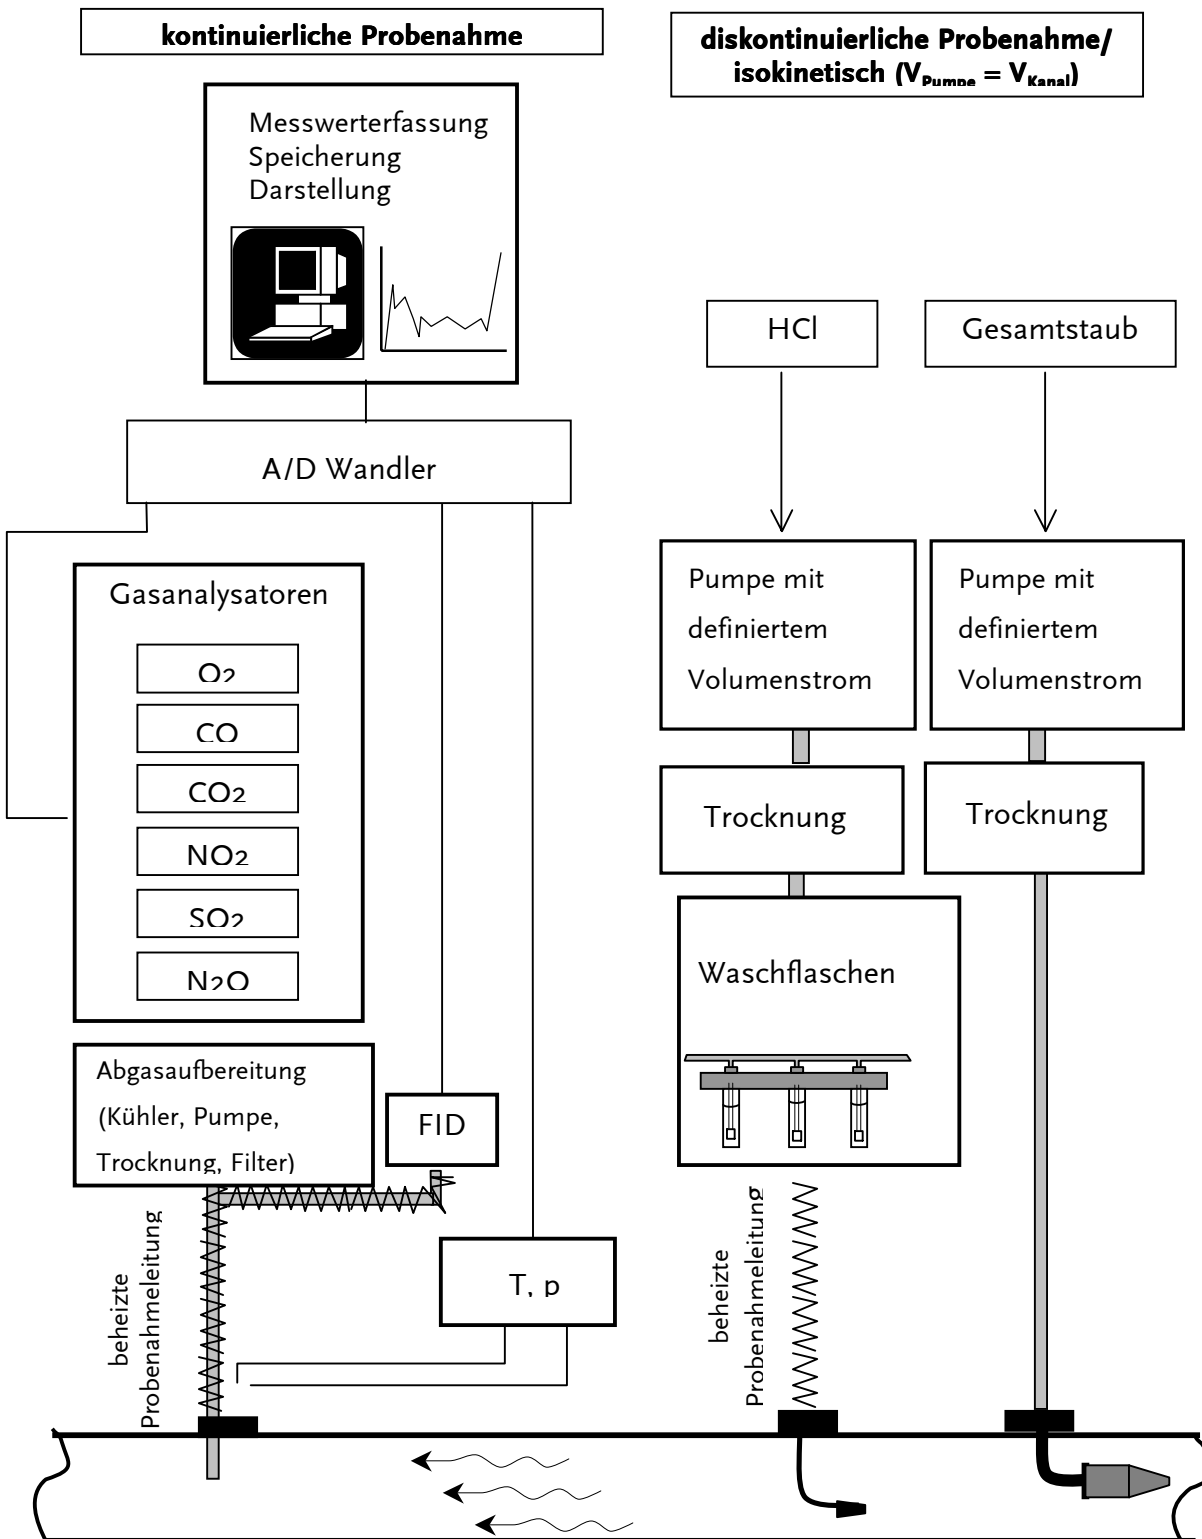 kontinuierliche Probenahme
diskontinuierliche Probenahme/
isokinetisch (V_Pumpe = V_Kanal)
Messwerterfassung
Speicherung
Darstellung
HCl
Gesamtstaub
A/D Wandler
Gasanalysatoren
O2
CO
CO2
NO2
SO2
N2O
Pumpe mit
definiertem
Volumenstrom
Pumpe mit
definiertem
Volumenstrom
Trocknung
Trocknung
Waschflaschen
Abgasaufbereitung
(Kühler, Pumpe,
Trocknung, Filter)
FID
T, p
beheizte
Probenahmeleitung
beheizte
Probenahmeleitung